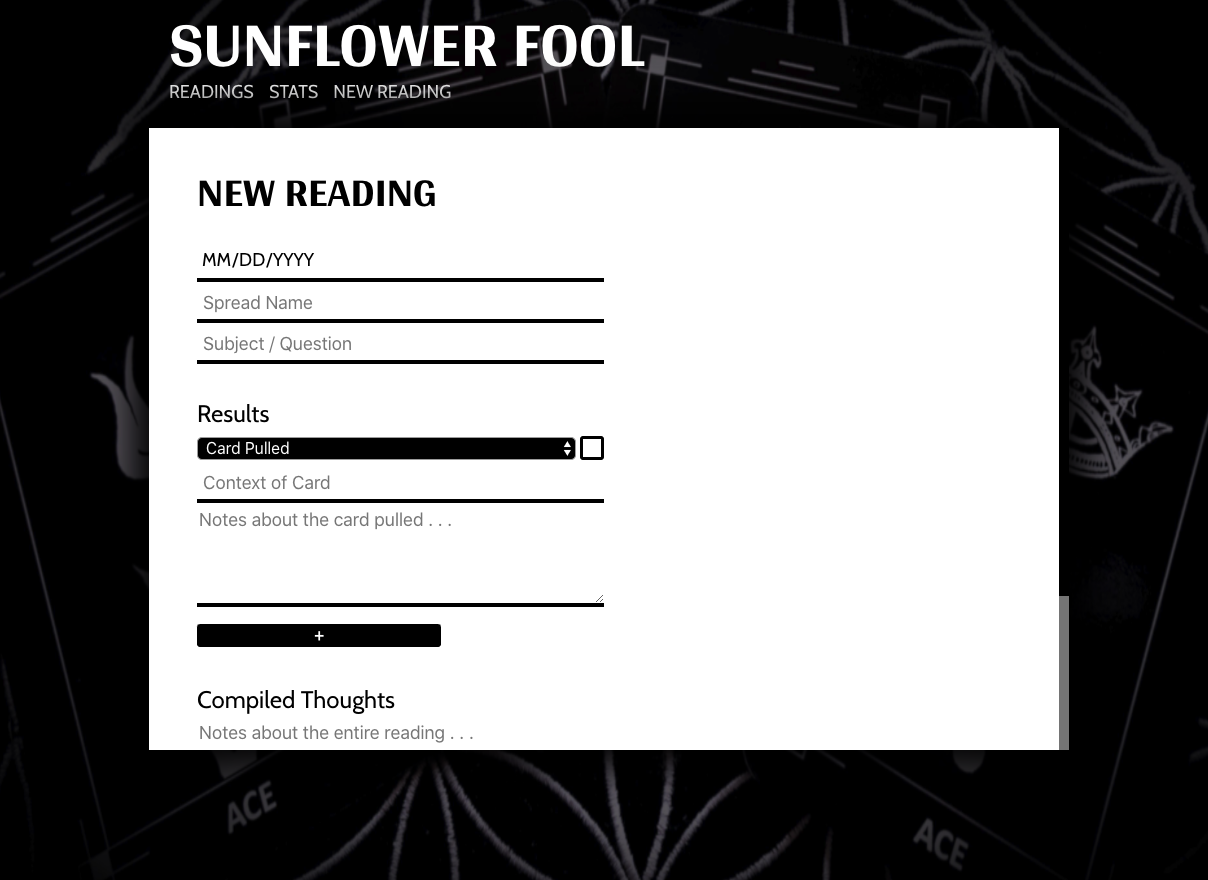 SUNFLOWER FOOL
READINGS STATS NEW READING
NEW READING
MM/DD/YYYY
Spread Name
Subject / Question
Results
Card Pulled
Context of Card
Notes about the card pulled . . .
+
Compiled Thoughts
Notes about the entire reading . . .
ACE
ACE